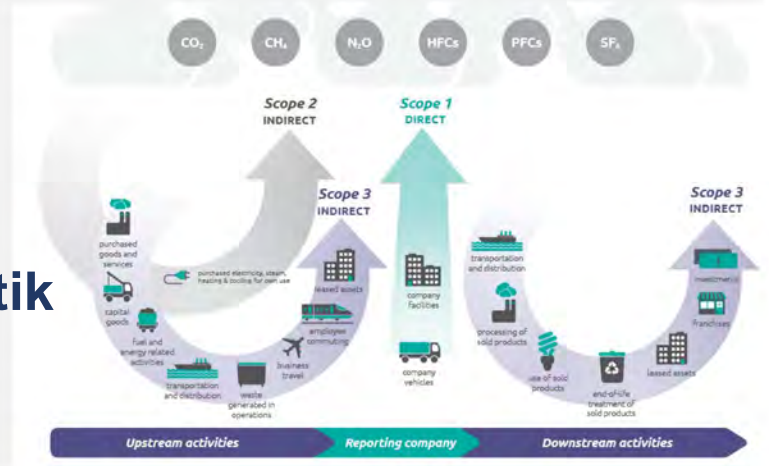 CO₂ CH₄ N₂O HFCs PFCs SF₆
Scope 2
INDIRECT
Scope 1
DIRECT
Scope 3
INDIRECT
Scope 3
INDIRECT
purchased
goods and
services
capital
goods
fuel and
energy related
activities
transportation
and distribution
waste
generated in
operations
business
travel
employee
commuting
leased assets
purchased electricity, steam,
heating & cooling for own use
company
facilities
company
vehicles
transportation
and distribution
processing of
sold products
use of sold
products
end-of-life
treatment of
sold products
leased assets
franchises
investments
tik
Upstream activities
Reporting company
Downstream activities